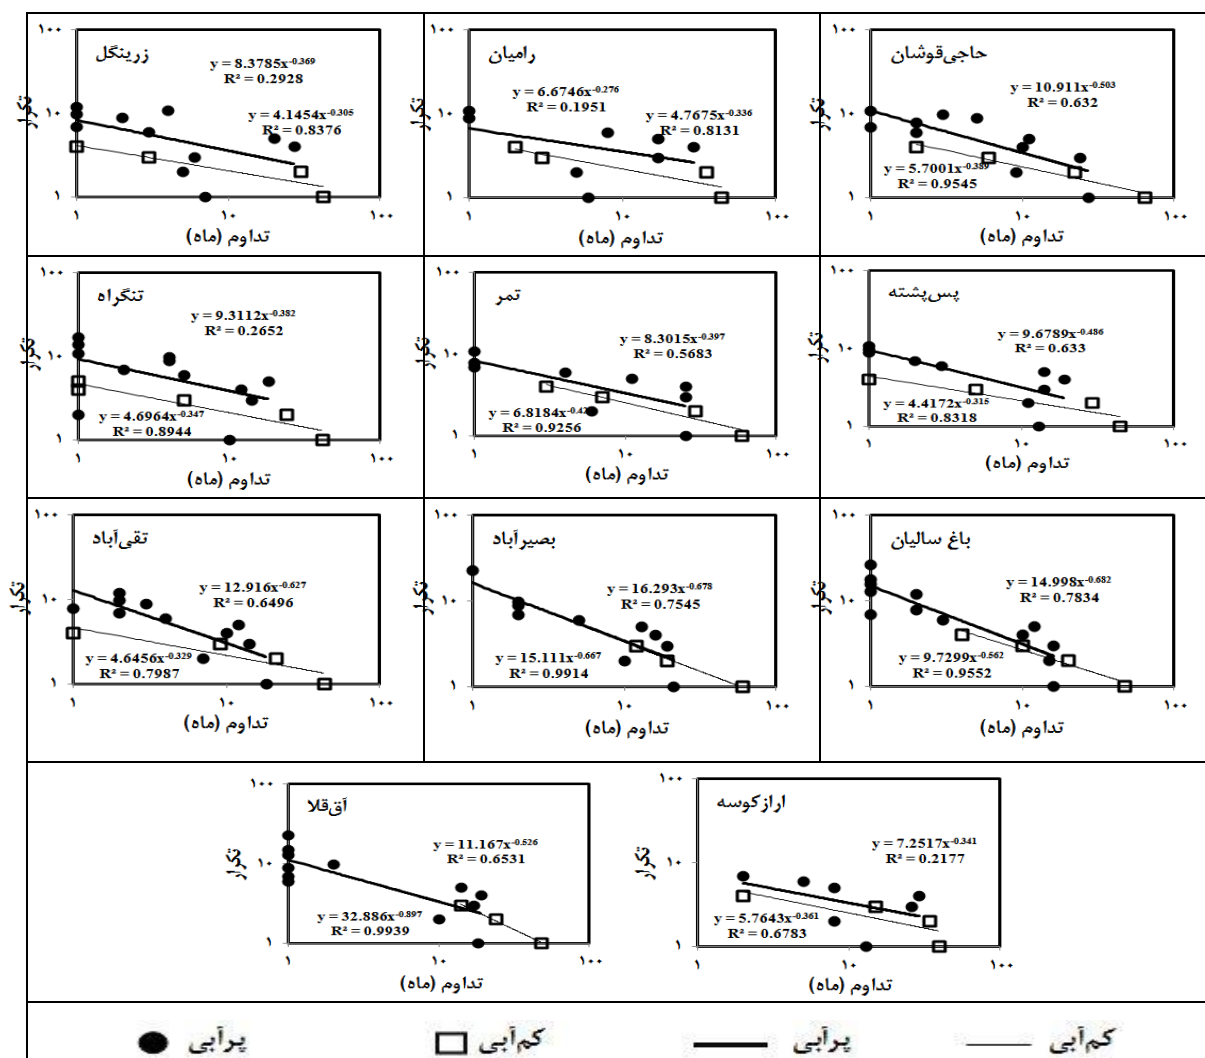 زرینگل
۱۰۰
۱۰
۱
تکرار
y = 8.3785x^-0.369
R² = 0.2928
4.1454x^-0.305
R² = 0.8376
۱ ۱۰ ۱۰۰
تداوم (ماه)
رامیان
۱۰۰
۱۰
۱
تکرار
y = 6.6746x^-0.276
R² = 0.1951
y = 4.7675x^-0.336
R² = 0.8131
۱ ۱۰ ۱۰۰
تداوم (ماه)
حاجی‌قوشان
۱۰۰
۱۰
۱
تکرار
y = 10.911x^-0.503
R² = 0.632
y = 5.7001x^-0.389
R² = 0.9545
۱ ۱۰ ۱۰۰
تداوم (ماه)
تنگراه
۱۰۰
۱۰
۱
تکرار
y = 9.3112x^-0.382
R² = 0.2652
y = 4.6964x^-0.347
R² = 0.8944
۱ ۱۰ ۱۰۰
تداوم (ماه)
تمر
۱۰۰
۱۰
۱
تکرار
y = 8.3015x^-0.397
R² = 0.5683
y = 6.8184x^-0.42
R² = 0.9256
۱ ۱۰ ۱۰۰
تداوم (ماه)
پس‌پشته
۱۰۰
۱۰
۱
تکرار
y = 9.6789x^-0.486
R² = 0.633
y = 4.4172x^-0.315
R² = 0.8318
۱ ۱۰ ۱۰۰
تداوم (ماه)
تقی‌آباد
۱۰۰
۱۰
۱
تکرار
y = 12.916x^-0.627
R² = 0.6496
y = 4.6456x^-0.329
R² = 0.7987
۱ ۱۰ ۱۰۰
تداوم (ماه)
بصیرآباد
۱۰۰
۱۰
۱
تکرار
y = 16.293x^-0.678
R² = 0.7545
y = 15.111x^-0.667
R² = 0.9914
۱ ۱۰ ۱۰۰
تداوم (ماه)
باغ سالیان
۱۰۰
۱۰
۱
تکرار
y = 14.998x^-0.682
R² = 0.7834
y = 9.7299x^-0.562
R² = 0.9552
۱ ۱۰ ۱۰۰
تداوم (ماه)
آق‌قلا
۱۰۰
۱۰
۱
تکرار
y = 11.167x^-0.526
R² = 0.6531
y = 32.886x^-0.897
R² = 0.9939
۱ ۱۰ ۱۰۰
تداوم (ماه)
ارازکوسه
۱۰۰
۱۰
۱
تکرار
y = 7.2517x^-0.341
R² = 0.2177
y = 5.7643x^-0.361
R² = 0.6783
۱ ۱۰ ۱۰۰
تداوم (ماه)
پرآبی کم‌آبی پرآبی کم‌آبی